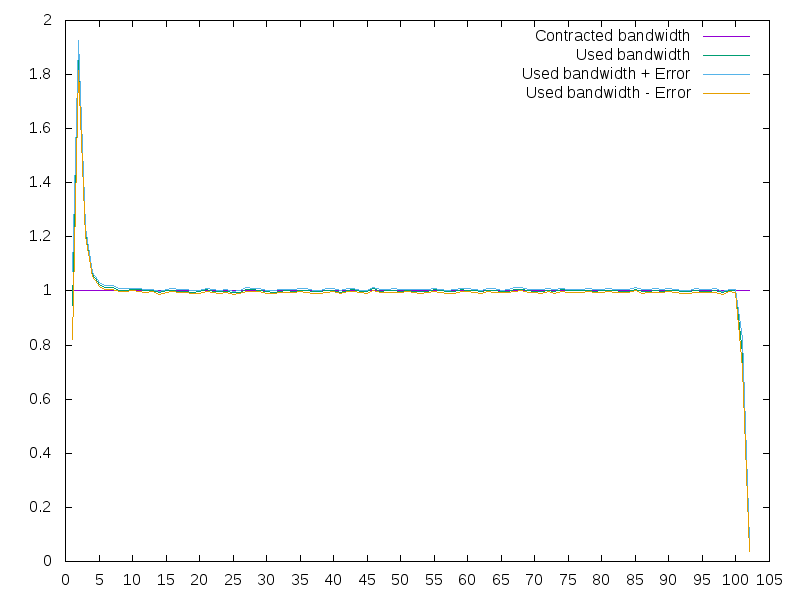 Contracted bandwidth
Used bandwidth
Used bandwidth + Error
Used bandwidth - Error
2
1.8
1.6
1.4
1.2
1
0.8
0.6
0.4
0.2
0
0 5 10 15 20 25 30 35 40 45 50 55 60 65 70 75 80 85 90 95 100 105